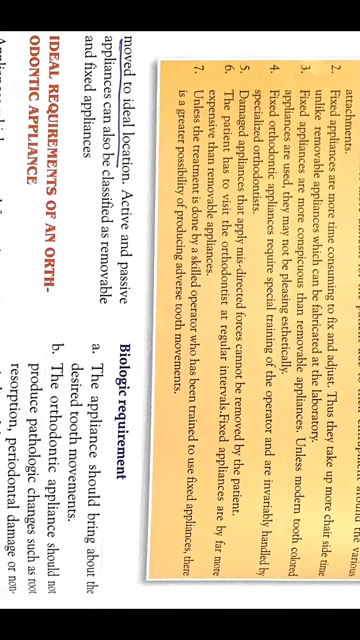 the various
attachments.
2. Fixed appliances are more time consuming to fix and adjust. Thus they take up more chair side time
unlike removable appliances which can be fabricated at the laboratory.
3. Fixed appliances are more conspicuous than removable appliances. Unless modern tooth colored
appliances are used, they may not be pleasing esthetically.
4. Fixed orthodontic appliances require special training of the operator and are invariably handled by
specialized orthodontists.
5. Damaged appliances that apply mis-directed forces cannot be removed by the patient.
6. The patient has to visit the orthodontist at regular intervals.Fixed appliances are by far more
expensive than removable appliances.
7. Unless the treatment is done by a skilled operator who has been trained to use fixed appliances, there
is a greater possibility of producing adverse tooth movements.
moved to ideal location. Active and passive
appliances can also be classified as removable
and fixed appliances
IDEAL REQUIREMENTS OF AN ORTH-
ODONTIC APPLIANCE
Biologic requirement
a. The appliance should bring about the
desired tooth movements.
b. The orthodontic appliance should not
produce pathologic changes such as root
resorption, periodontal damage or non-